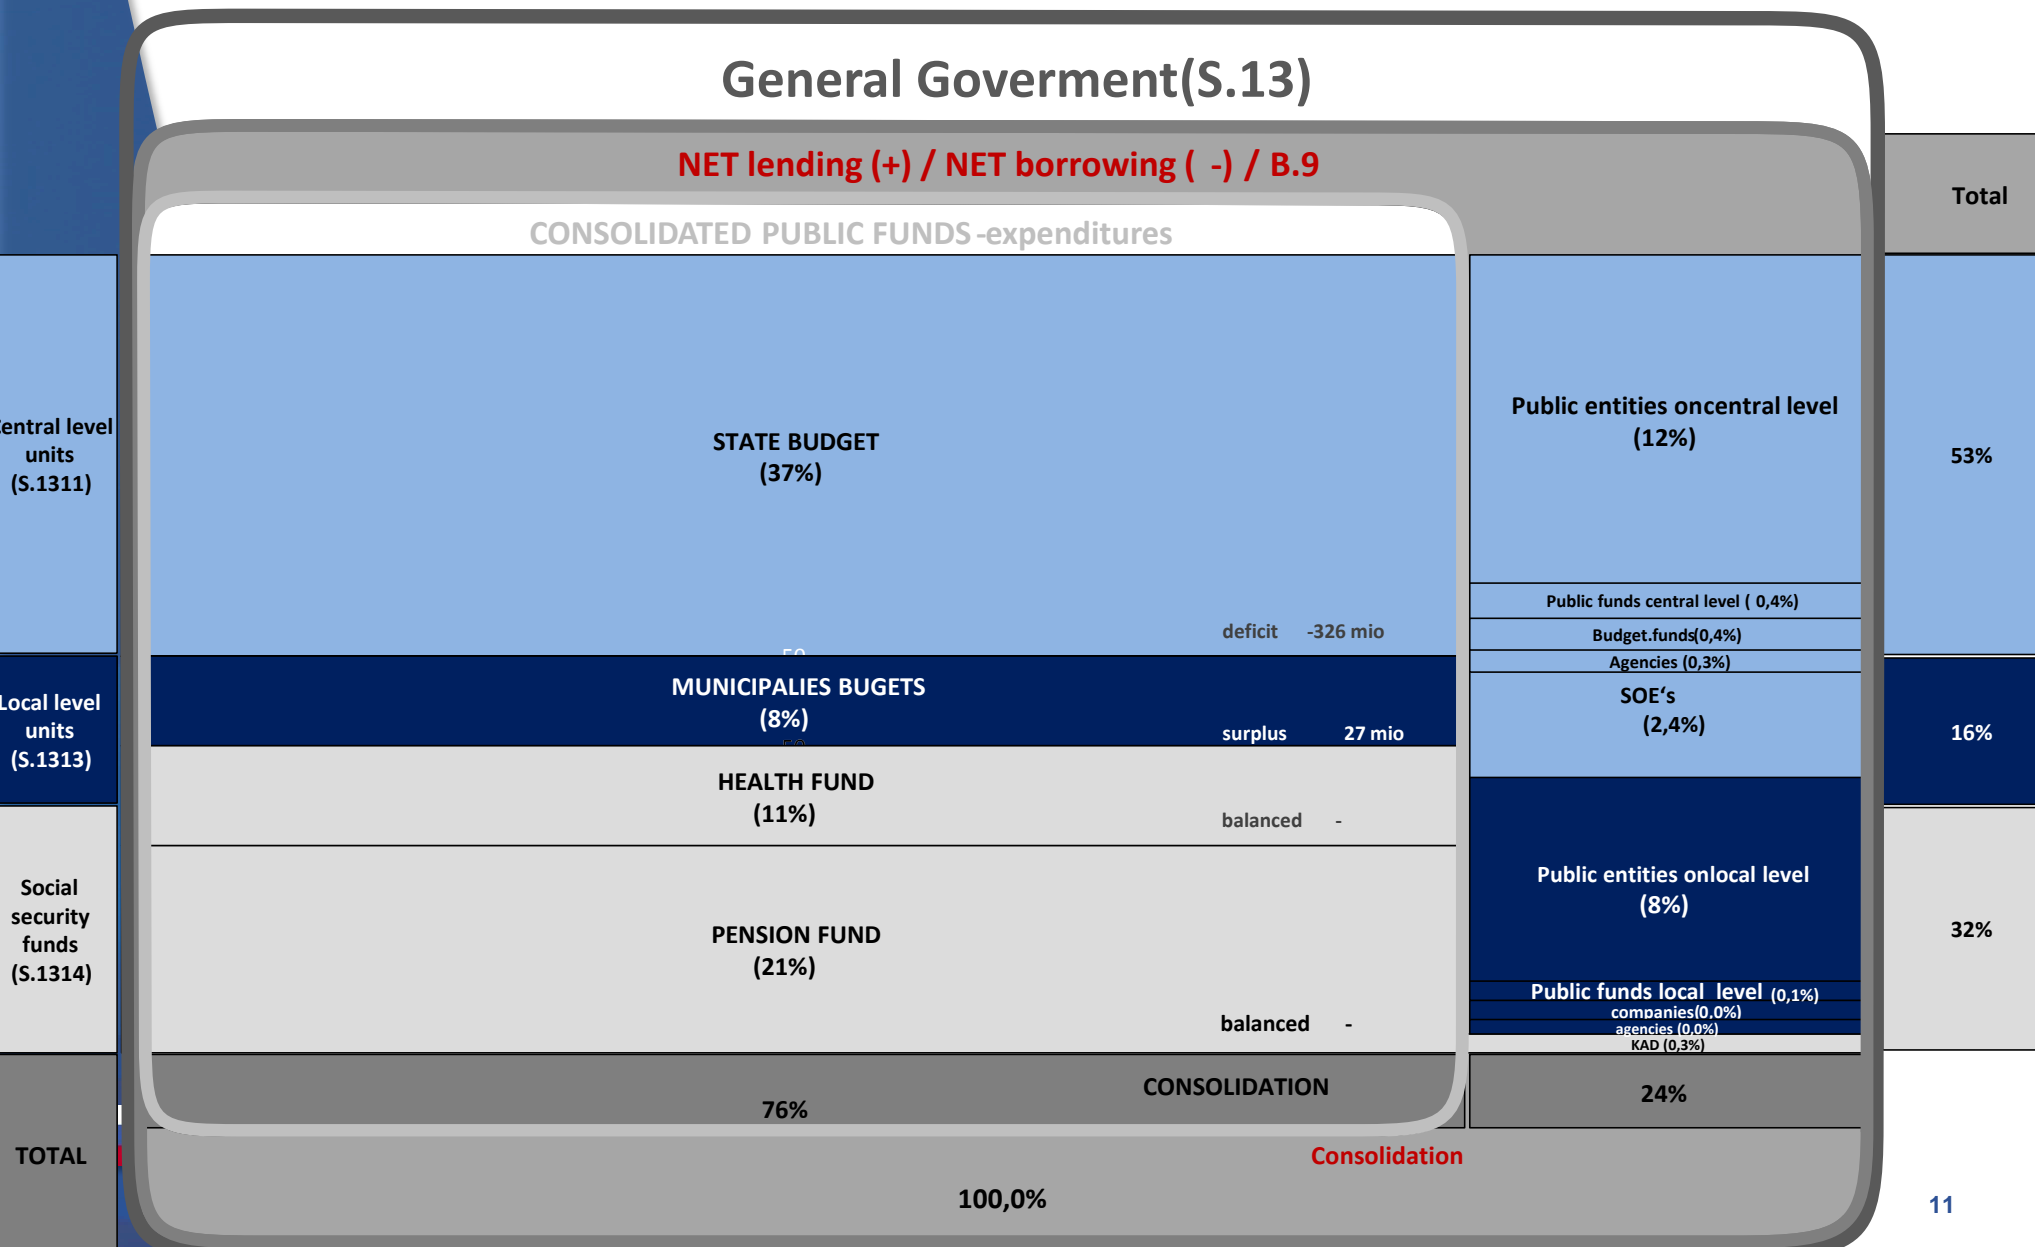 General Goverment(S.13)
NET lending (+) / NET borrowing ( -) / B.9
Total
CONSOLIDATED PUBLIC FUNDS -expenditures
entral level
units
(S.1311)
STATE BUDGET
(37%)
deficit -326 mio
Public entities oncentral level
(12%)
Public funds central level ( 0,4%)
Budget.funds(0,4%)
Agencies (0,3%)
SOE‘s
(2,4%)
53%
Local level
units
(S.1313)
MUNICIPALIES BUGETS
(8%)
surplus 27 mio
16%
Social
security
funds
(S.1314)
HEALTH FUND
(11%)
balanced -
PENSION FUND
(21%)
balanced -
Public entities onlocal level
(8%)
Public funds local level (0,1%)
companies(0,0%)
agencies (0,0%)
KAD (0,3%)
32%
TOTAL
CONSOLIDATION
76%
24%
Consolidation
100,0%
11